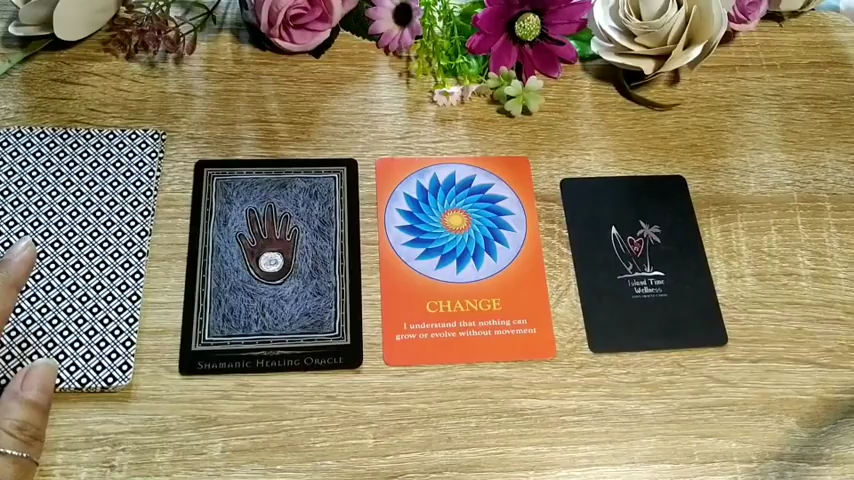 SHAMANIC HEALING ORACLE
CHANGE
I understand that nothing can
grow or evolve without movement
Island Time
Wellness